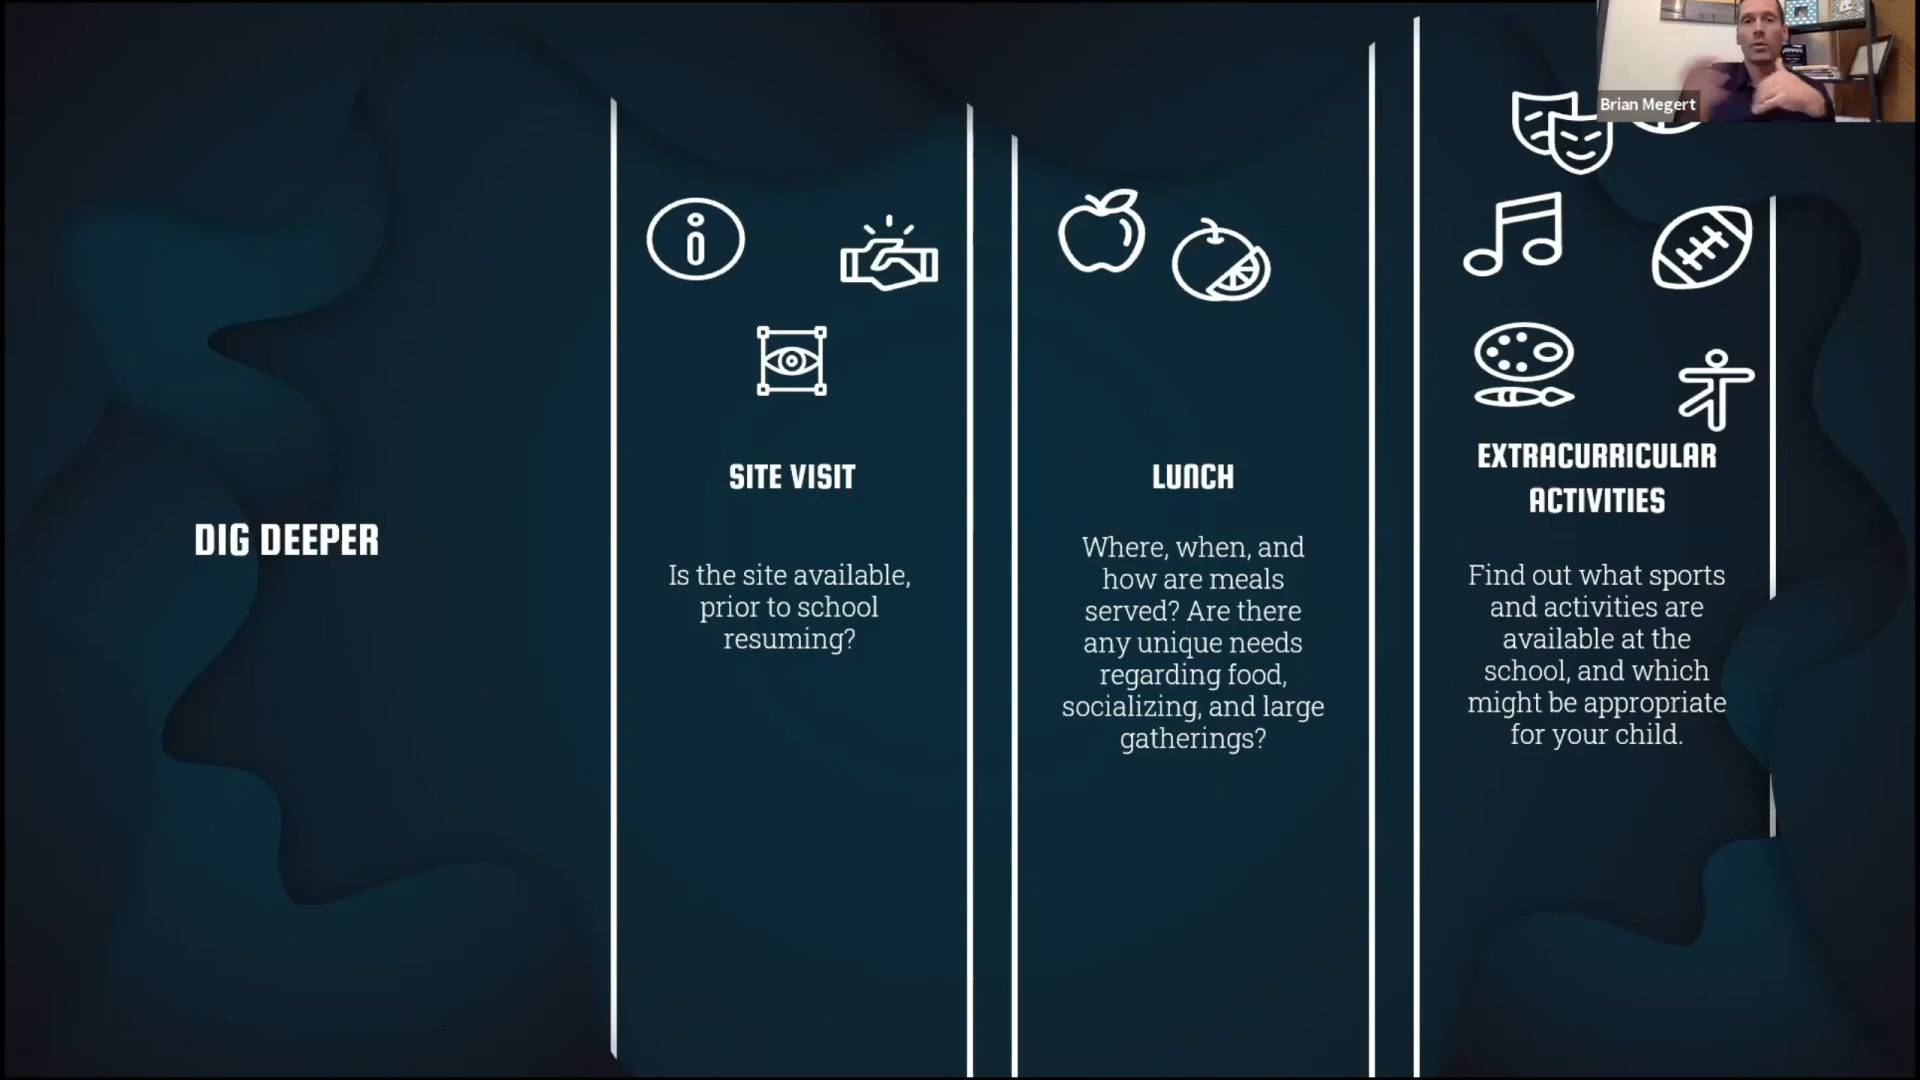 Brian Megert
DIG DEEPER
SITE VISIT
Is the site available,
prior to school
resuming?
LUNCH
Where, when, and
how are meals
served? Are there
any unique needs
regarding food,
socializing, and large
gatherings?
EXTRACURRICULAR
ACTIVITIES
Find out what sports
and activities are
available at the
school, and which
might be appropriate
for your child.